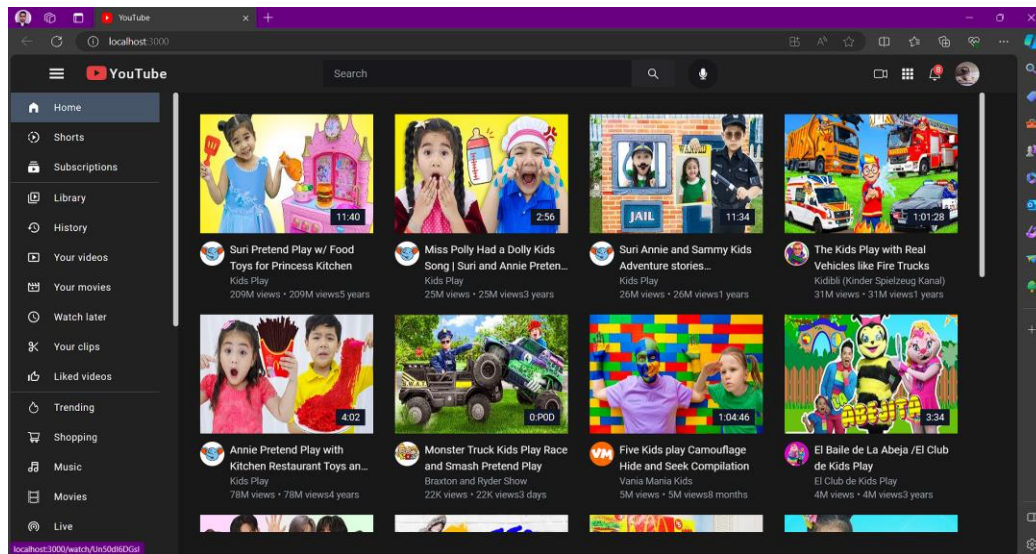 YouTube
localhost:3000
YouTube
Search
8
Home
Shorts
Subscriptions
Library
History
Your videos
Your movies
Watch later
Your clips
Liked videos
Trending
Shopping
Music
Movies
Live
11:40
2:56
JAIL
11:34
1:01:28
Suri Pretend Play w/ Food
Toys for Princess Kitchen
Kids Play
209M views • 209M views5 years
Miss Polly Had a Dolly Kids
Song | Suri and Annie Preten...
Kids Play
25M views • 25M views3 years
Suri Annie and Sammy Kids
Adventure stories...
Kids Play
26M views • 26M views1 years
The Kids Play with Real
Vehicles like Fire Trucks
Kidibli (Kinder Spielzeug Kanal)
31M views • 31M views1 years
4:02
0:P0D
1:04:46
ABEJITA
3:34
Annie Pretend Play with
Kitchen Restaurant Toys an...
Kids Play
78M views • 78M views4 years
Monster Truck Kids Play Race
and Smash Pretend Play
Braxton and Ryder Show
22K views • 22K views3 days
VM
Five Kids play Camouflage
Hide and Seek Compilation
Vania Mania Kids
5M views • 5M views8 months
El Baile de La Abeja /El Club
de Kids Play
El Club de Kids Play
4M views • 4M views3 years
localhost:3000/watch/Un50dI6DGsI